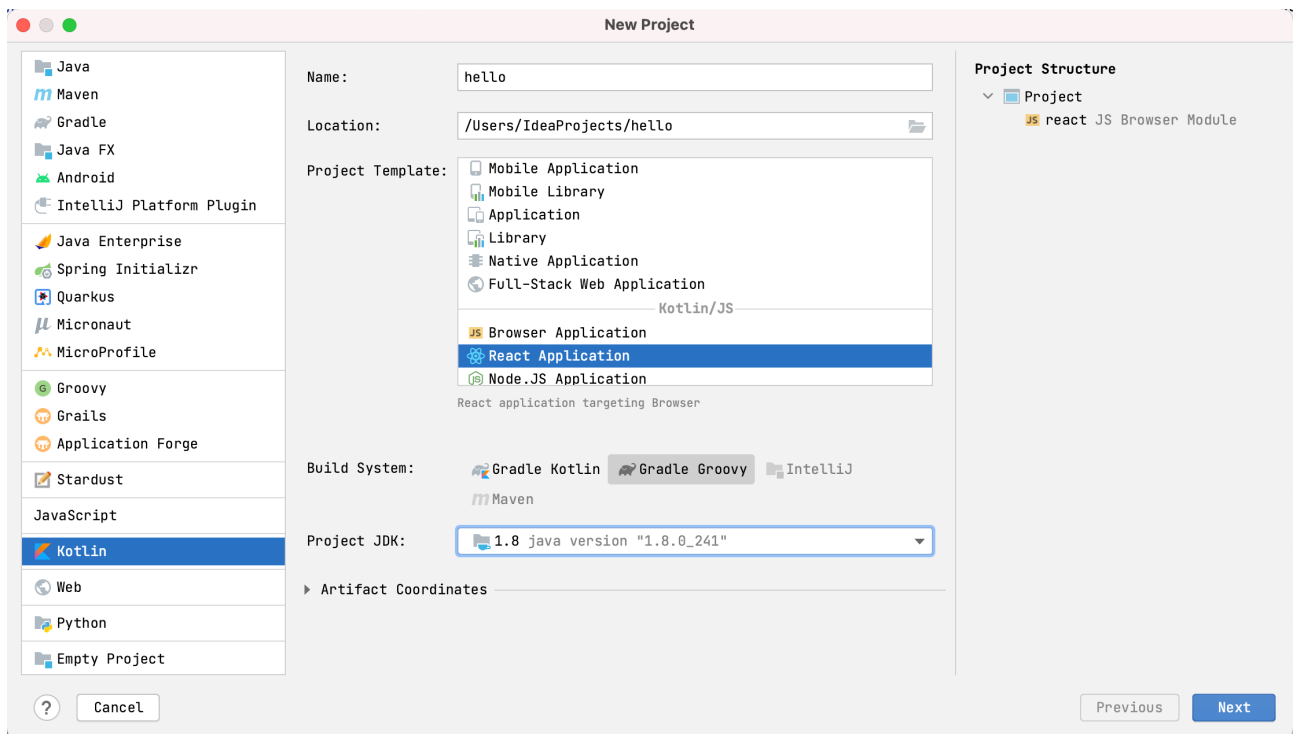 New Project
Java
Maven
Gradle
Java FX
Android
IntelliJ Platform Plugin
Java Enterprise
Spring Initializr
Quarkus
Micronaut
MicroProfile
Groovy
Grails
Application Forge
Stardust
JavaScript
Kotlin
Web
Python
Empty Project
Name:
hello
Location:
/Users/IdeaProjects/hello
Project Template:
Mobile Application
Mobile Library
Application
Library
Native Application
Full-Stack Web Application
Kotlin/JS
JS Browser Application
React Application
JS Node.JS Application
React application targeting Browser
Build System:
Gradle Kotlin
Gradle Groovy
IntelliJ
Maven
Project JDK:
1.8 java version "1.8.0_241"
Artifact Coordinates
Project Structure
Project
JS react JS Browser Module
?
Cancel
Previous
Next